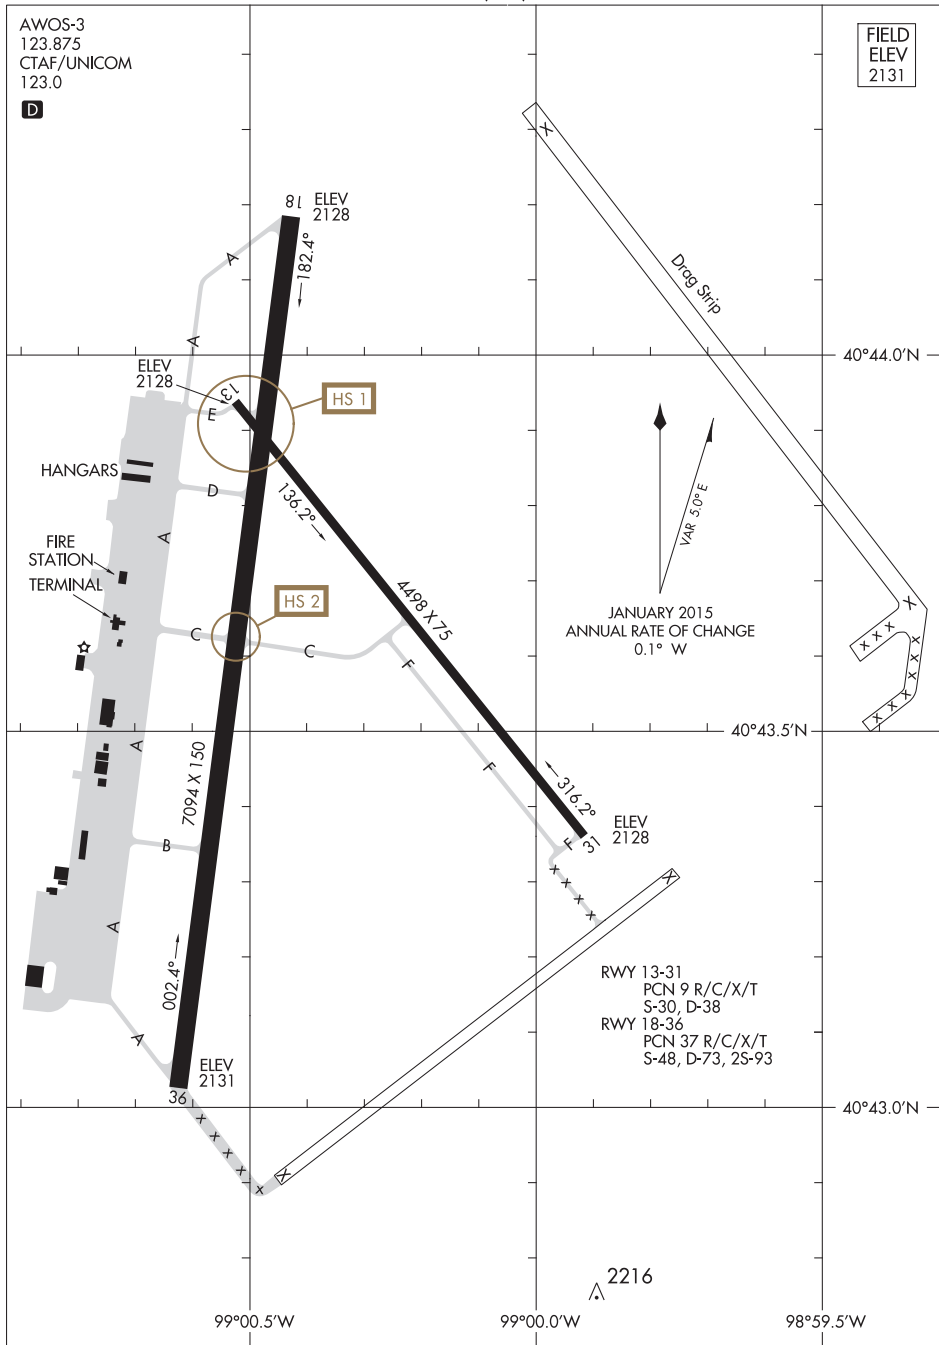 AWOS-3
123.875
CTAF/UNICOM
123.0
D
FIELD
ELEV
2131
18
ELEV
2128
182.4°
A
A
Drag Strip
X
40°44.0'N
ELEV
2128
13
E
HS 1
HANGARS
D
136.2°
VAR 5.0° E
A
FIRE
STATION
TERMINAL
HS 2
4498 X 75
JANUARY 2015
ANNUAL RATE OF CHANGE
0.1° W
C
C
F
X
X X X
X X X X
X X X
40°43.5'N
A
7094 X 150
F
316.2°
ELEV
2128
31
F
B
X X X X
X
A
002.4°
RWY 13-31
PCN 9 R/C/X/T
S-30, D-38
RWY 18-36
PCN 37 R/C/X/T
S-48, D-73, 2S-93
A
ELEV
2131
36
40°43.0'N
X X X X X
X
2216
99°00.5'W
99°00.0'W
98°59.5'W